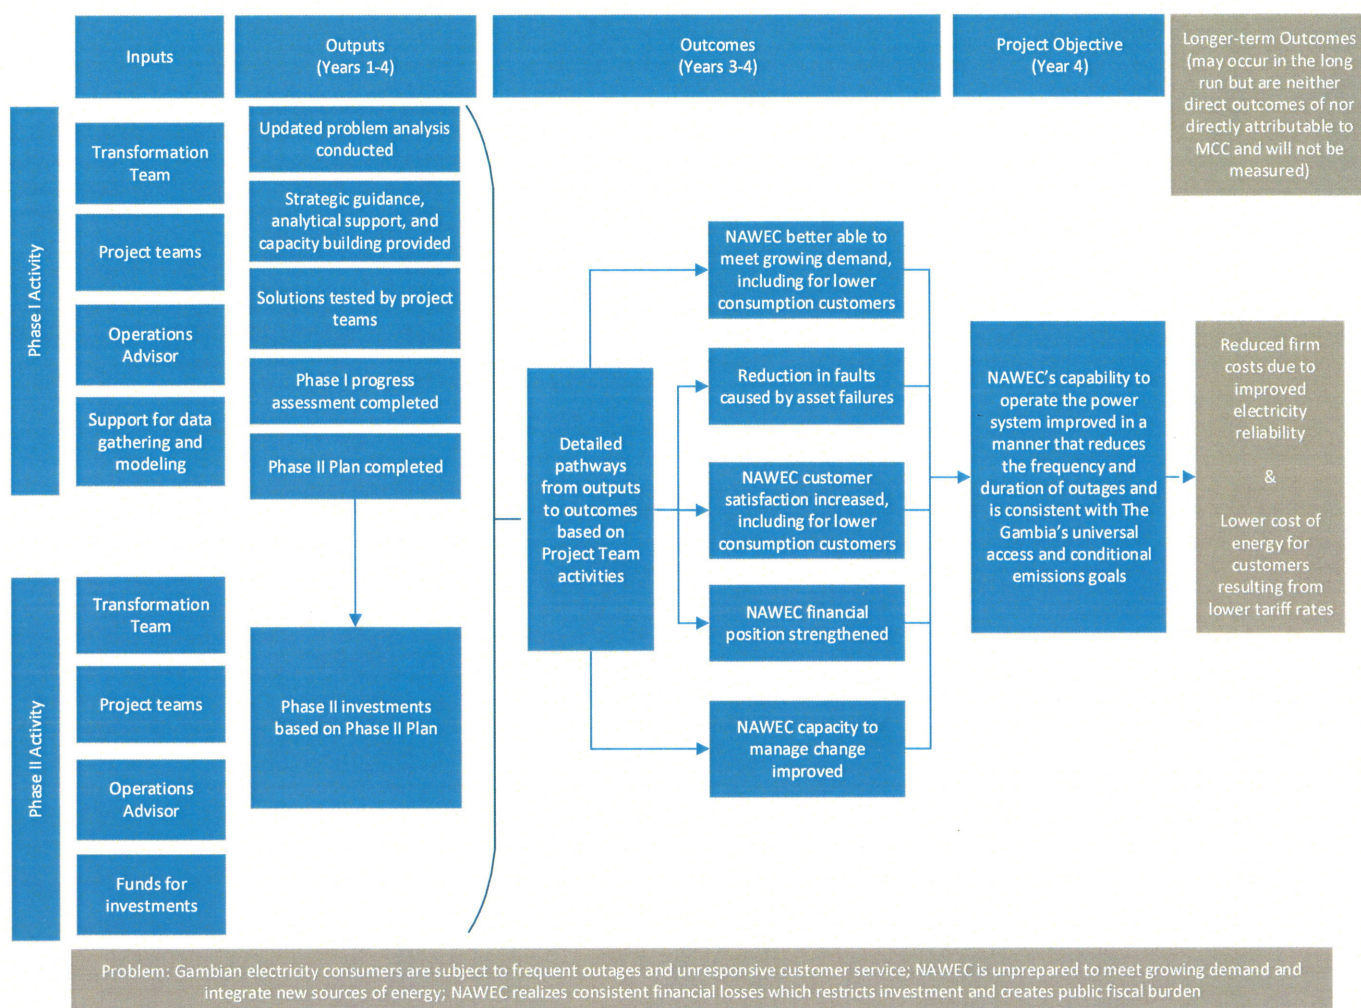 Inputs
Outputs
(Years 1-4)
Outcomes
(Years 3-4)
Project Objective
(Year 4)
Longer-term Outcomes
(may occur in the long
run but are neither
direct outcomes of nor
directly attributable to
MCC and will not be
measured)
Phase I Activity
Transformation
Team
Project teams
Operations
Advisor
Support for data
gathering and
modeling
Updated problem analysis
conducted
Strategic guidance,
analytical support, and
capacity building provided
Solutions tested by project
teams
Phase I progress
assessment completed
Phase II Plan completed
Phase II Activity
Transformation
Team
Project teams
Operations
Advisor
Funds for
investments
Phase II investments
based on Phase II Plan
Detailed
pathways
from outputs
to outcomes
based on
Project Team
activities
NAWEC better able to
meet growing demand,
including for lower
consumption customers
Reduction in faults
caused by asset failures
NAWEC customer
satisfaction increased,
including for lower
consumption customers
NAWEC financial
position strengthened
NAWEC capacity to
manage change
improved
NAWEC's capability to
operate the power
system improved in a
manner that reduces
the frequency and
duration of outages and
is consistent with The
Gambia's universal
access and conditional
emissions goals
Reduced firm
costs due to
improved
electricity
reliability
&
Lower cost of
energy for
customers
resulting from
lower tariff rates
Problem: Gambian electricity consumers are subject to frequent outages and unresponsive customer service; NAWEC is unprepared to meet growing demand and
integrate new sources of energy; NAWEC realizes consistent financial losses which restricts investment and creates public fiscal burden